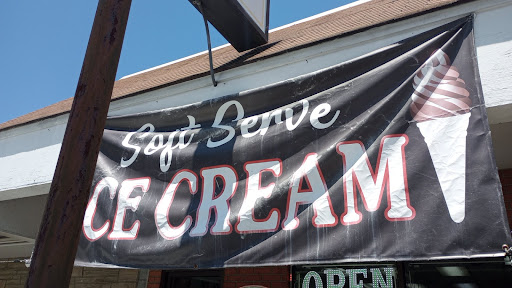 Soft Serve
CE CREAM
OPEN